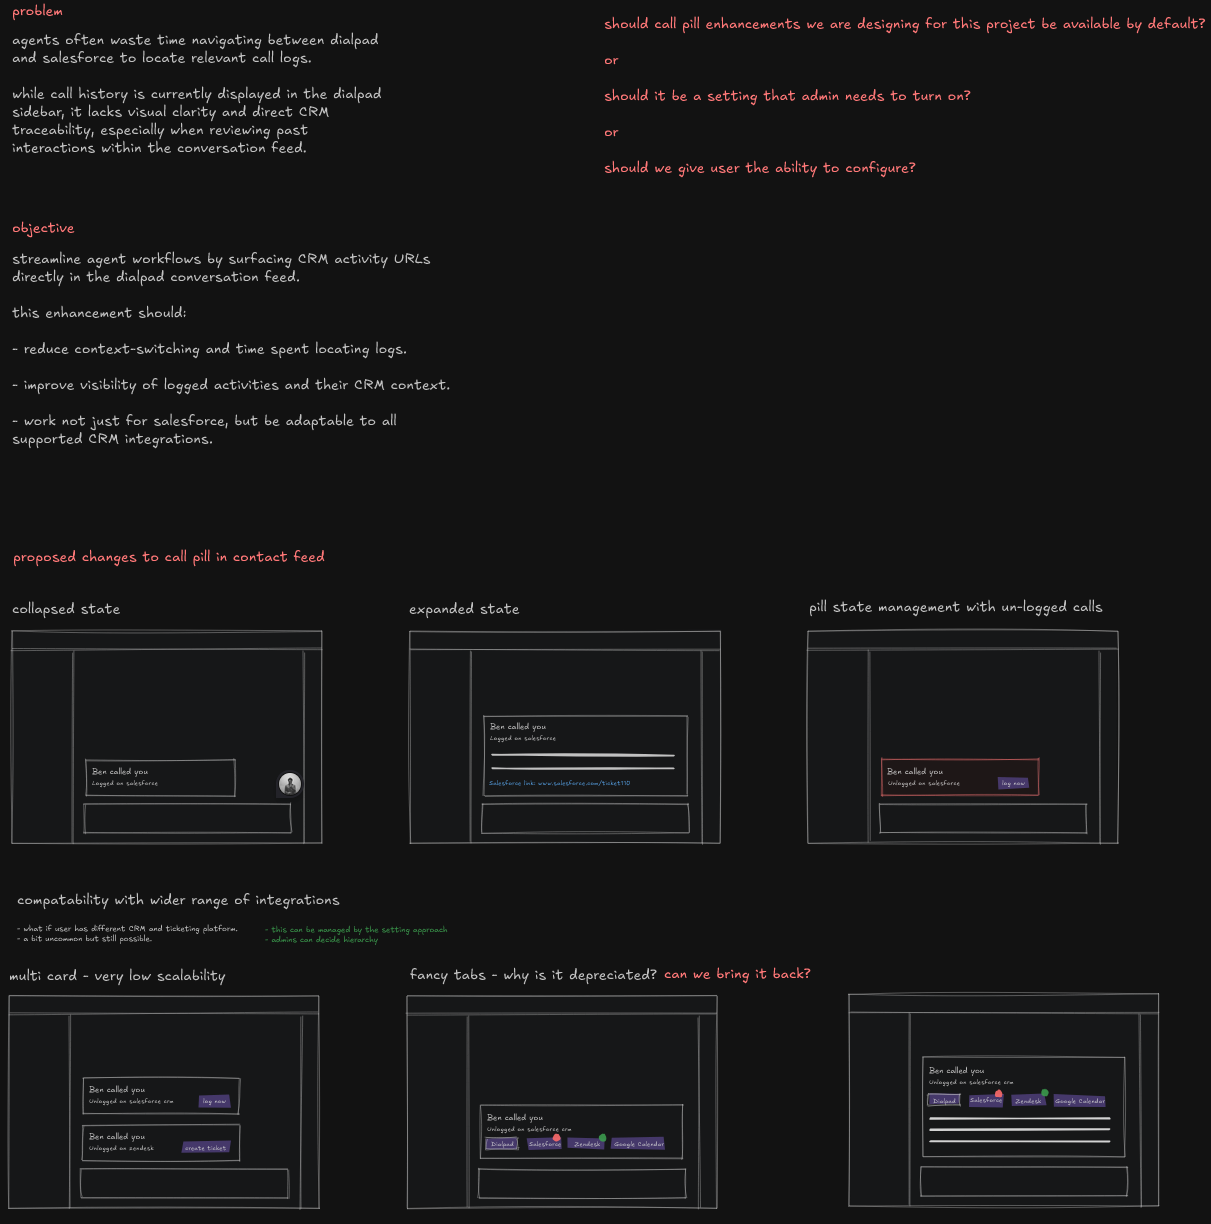 problem
agents often waste time navigating between dialpad
and salesforce to locate relevant call logs.
while call history is currently displayed in the dialpad
sidebar, it lacks visual clarity and direct CRM
traceability, especially when reviewing past
interactions within the conversation feed.
should call pill enhancements we are designing for this project be available by default?
or
should it be a setting that admin needs to turn on?
or
should we give user the ability to configure?
objective
streamline agent workflows by surfacing CRM activity URLs
directly in the dialpad conversation feed.
this enhancement should:
- reduce context-switching and time spent locating logs.
- improve visibility of logged activities and their CRM context.
- work not just for salesforce, but be adaptable to all
supported CRM integrations.
proposed changes to call pill in contact feed
collapsed state
Ben called you
Logged on salesforce
expanded state
Ben called you
Logged on salesforce
Salesforce link: www.salesforce.com/ticket110
pill state management with un-logged calls
Ben called you
Unlogged on salesforce
log now
compatability with wider range of integrations
- what if user has different CRM and ticketing platform.
- a bit uncommon but still possible.
- this can be managed by the setting approach
- admins can decide hierarchy
multi card - very low scalability
Ben called you
Unlogged on salesforce crm
log now
Ben called you
Unlogged on zendesk
create ticket
fancy tabs - why is it depreciated? can we bring it back?
Ben called you
Unlogged on salesforce crm
Dialpad
Salesforce
Zendesk
Google Calendar
Ben called you
Unlogged on salesforce crm
Dialpad
Salesforce
Zendesk
Google Calendar